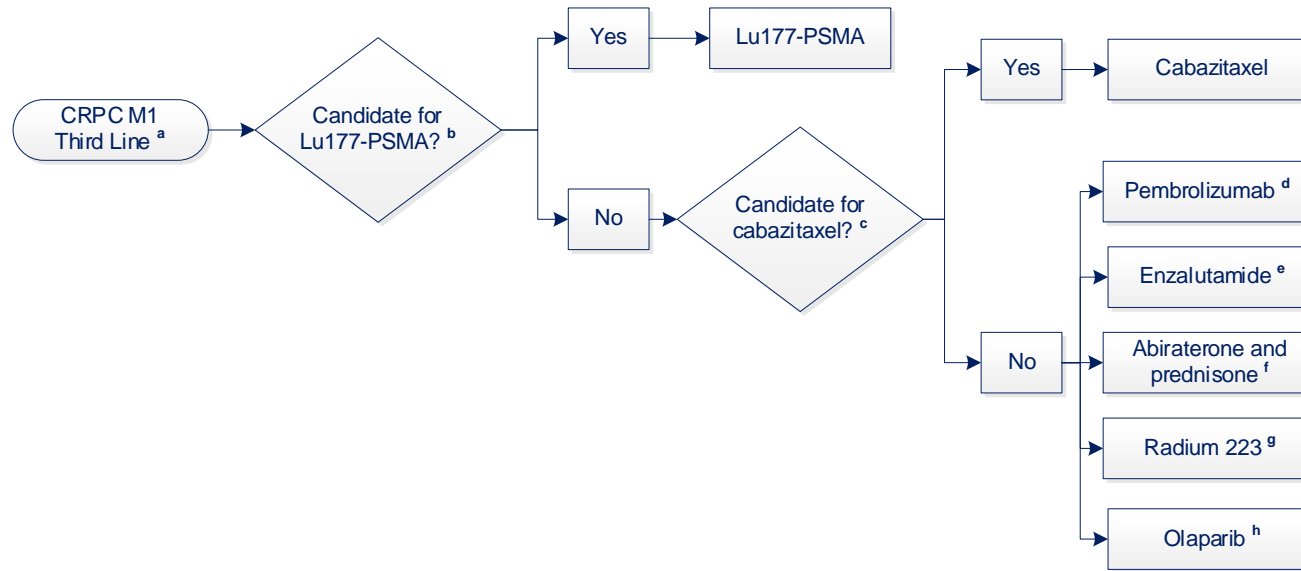 CRPC M1
Third Line a
Candidate for
Lu177-PSMA? b
Yes
Lu177-PSMA
No
Candidate for
cabazitaxel? c
Yes
Cabazitaxel
No
Pembrolizumab d
Enzalutamide e
Abiraterone and
prednisone f
Radium 223 g
Olaparib h